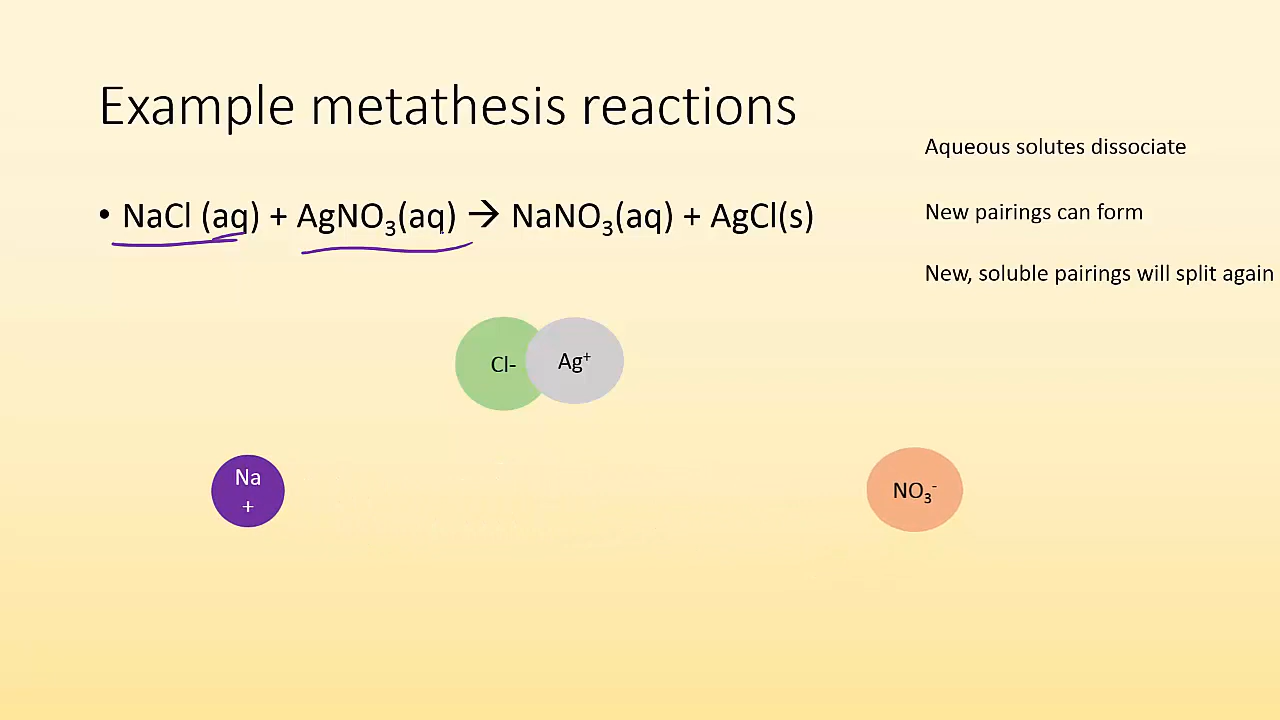 Example metathesis reactions
Aqueous solutes dissociate
• NaCl (aq) + AgNO₃(aq) → NaNO₃(aq) + AgCl(s)
New pairings can form
New, soluble pairings will split again
Cl-
Ag⁺
Na
+
NO₃⁻